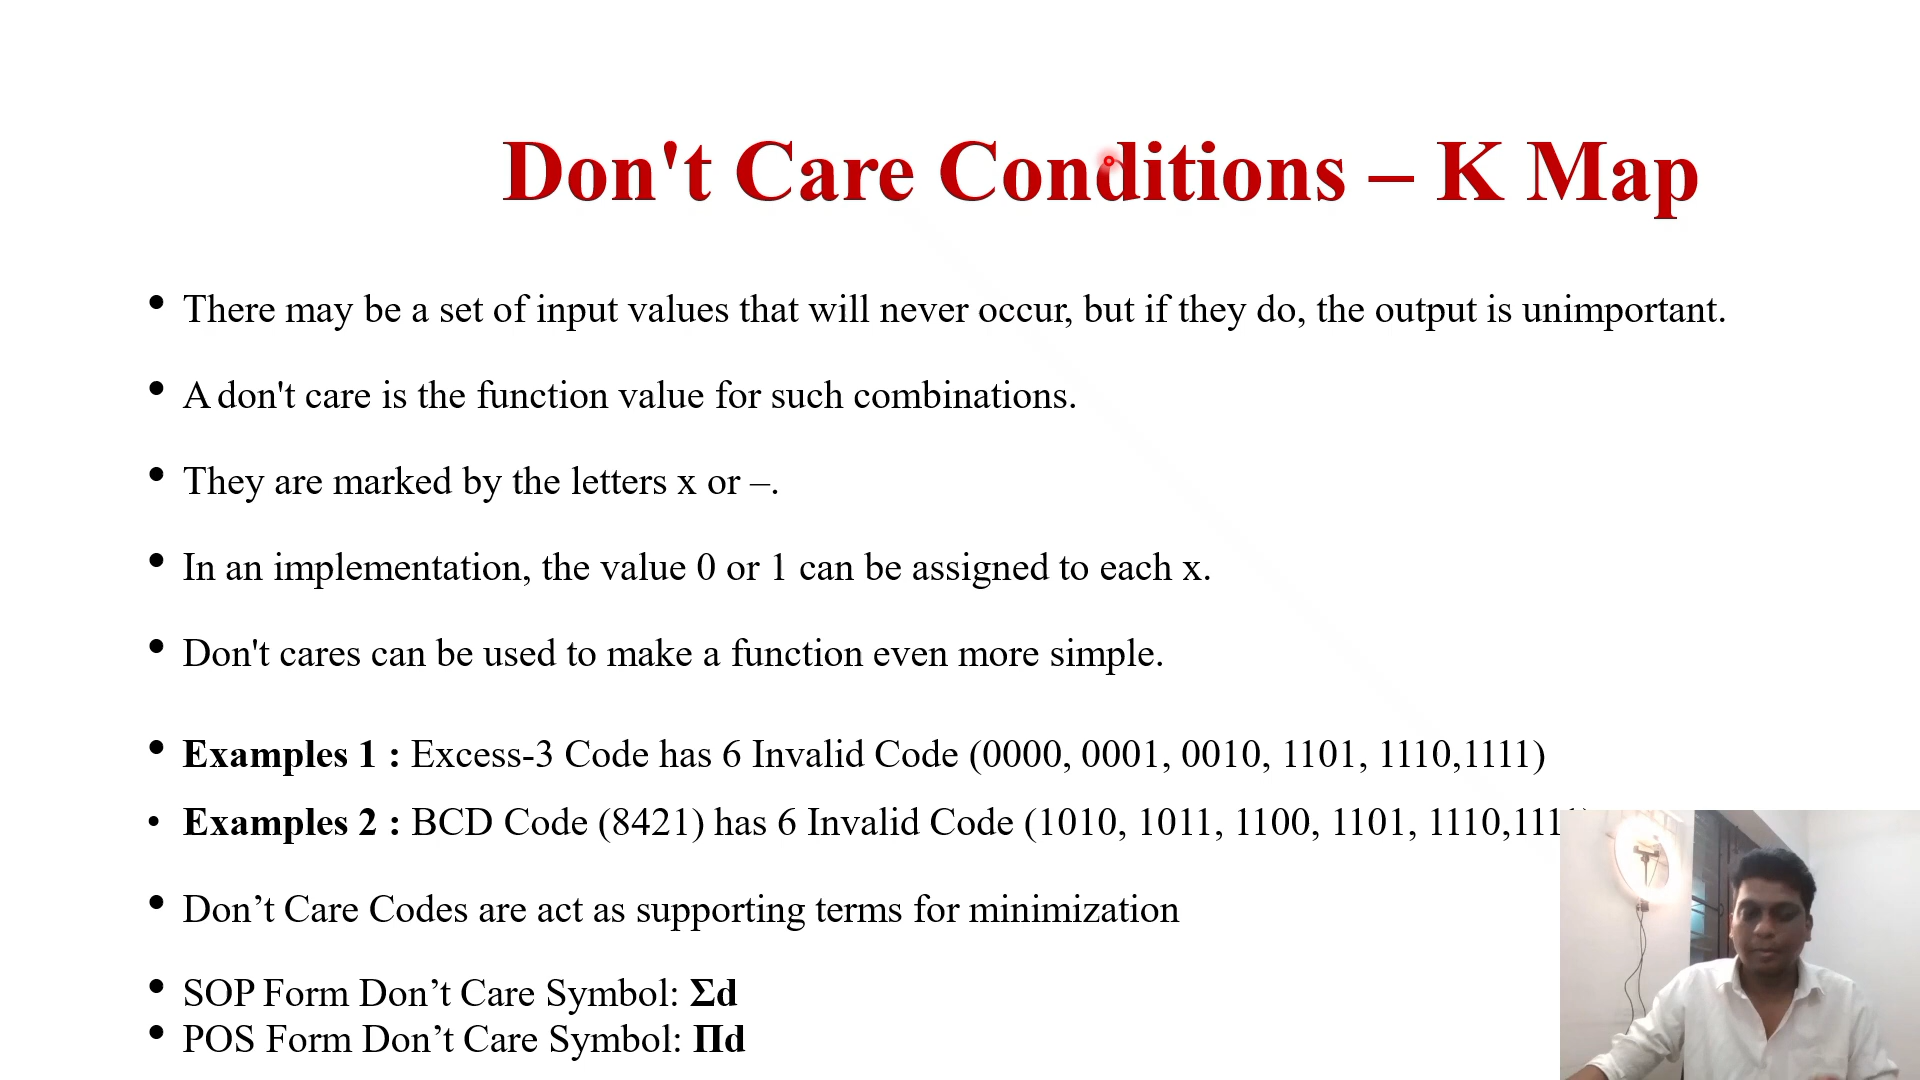 Don't Care Conditions – K Map
• There may be a set of input values that will never occur, but if they do, the output is unimportant.
• A don't care is the function value for such combinations.
• They are marked by the letters x or –.
• In an implementation, the value 0 or 1 can be assigned to each x.
• Don't cares can be used to make a function even more simple.
• Examples 1 : Excess-3 Code has 6 Invalid Code (0000, 0001, 0010, 1101, 1110,1111)
• Examples 2 : BCD Code (8421) has 6 Invalid Code (1010, 1011, 1100, 1101, 1110,
• Don’t Care Codes are act as supporting terms for minimization
• SOP Form Don’t Care Symbol: Σd
• POS Form Don’t Care Symbol: Πd